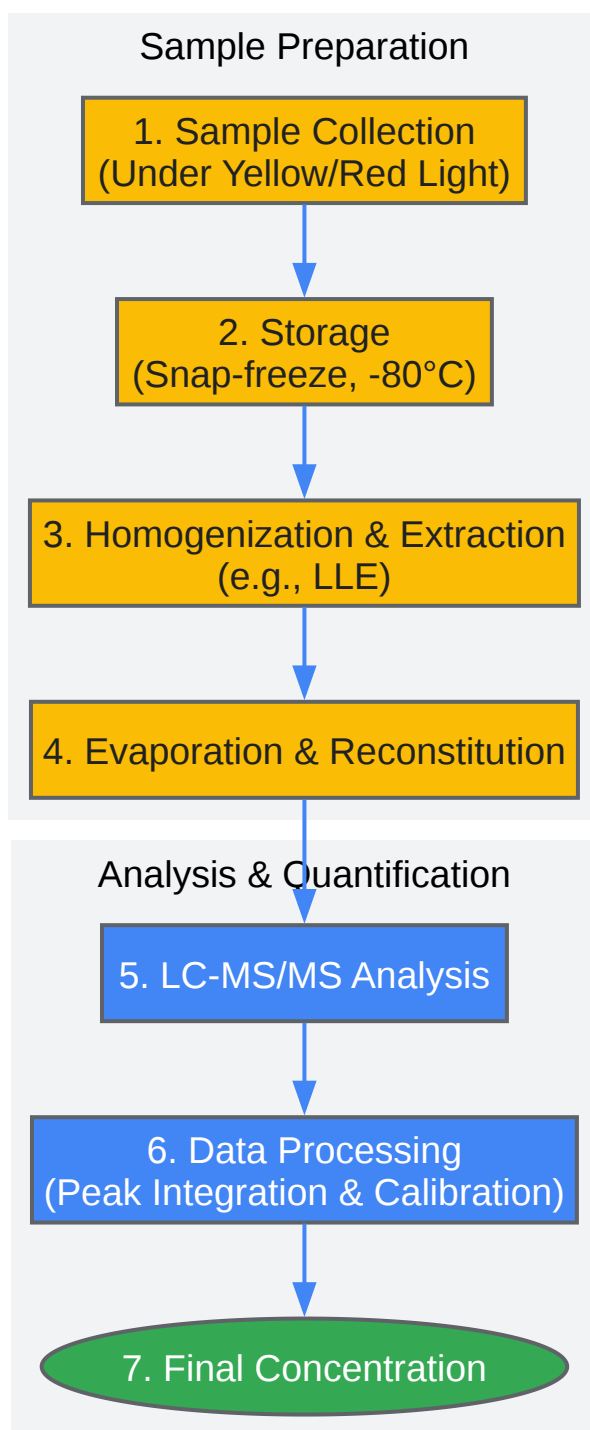 Sample Preparation
1. Sample Collection
(Under Yellow/Red Light)
2. Storage
(Snap-freeze, -80°C)
3. Homogenization & Extraction
(e.g., LLE)
4. Evaporation & Reconstitution
Analysis & Quantification
5. LC-MS/MS Analysis
6. Data Processing
(Peak Integration & Calibration)
7. Final Concentration